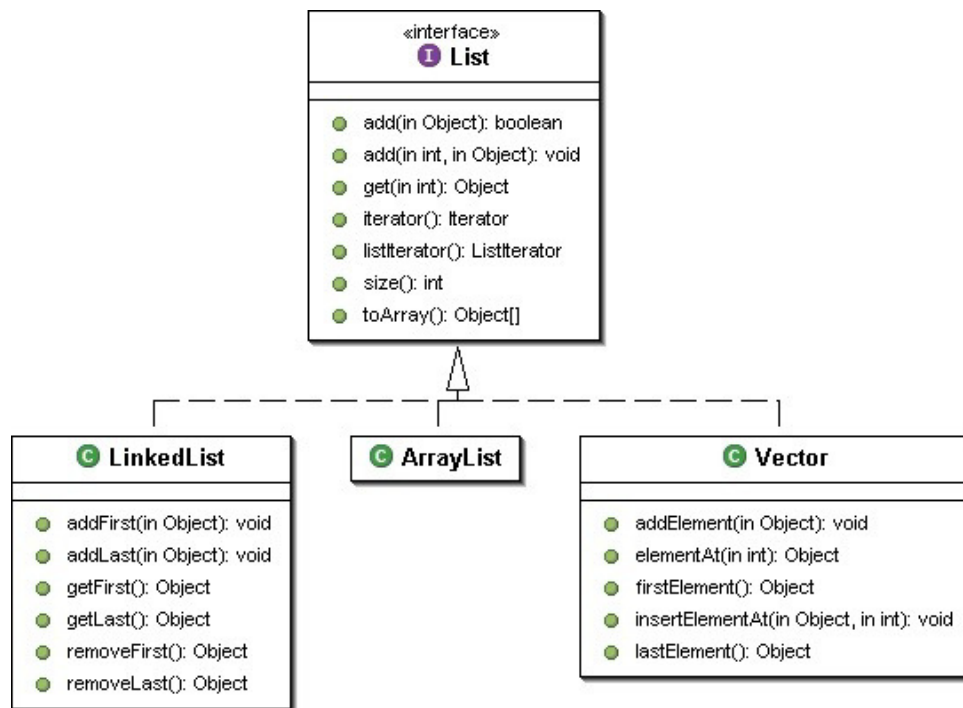 «interface»
I List
add(in Object): boolean
add(in int, in Object): void
get(in int): Object
iterator(): Iterator
listIterator(): ListIterator
size(): int
toArray(): Object[]
C LinkedList
addFirst(in Object): void
addLast(in Object): void
getFirst(): Object
getLast(): Object
removeFirst(): Object
removeLast(): Object
C ArrayList
C Vector
addElement(in Object): void
elementAt(in int): Object
firstElement(): Object
insertElementAt(in Object, in int): void
lastElement(): Object